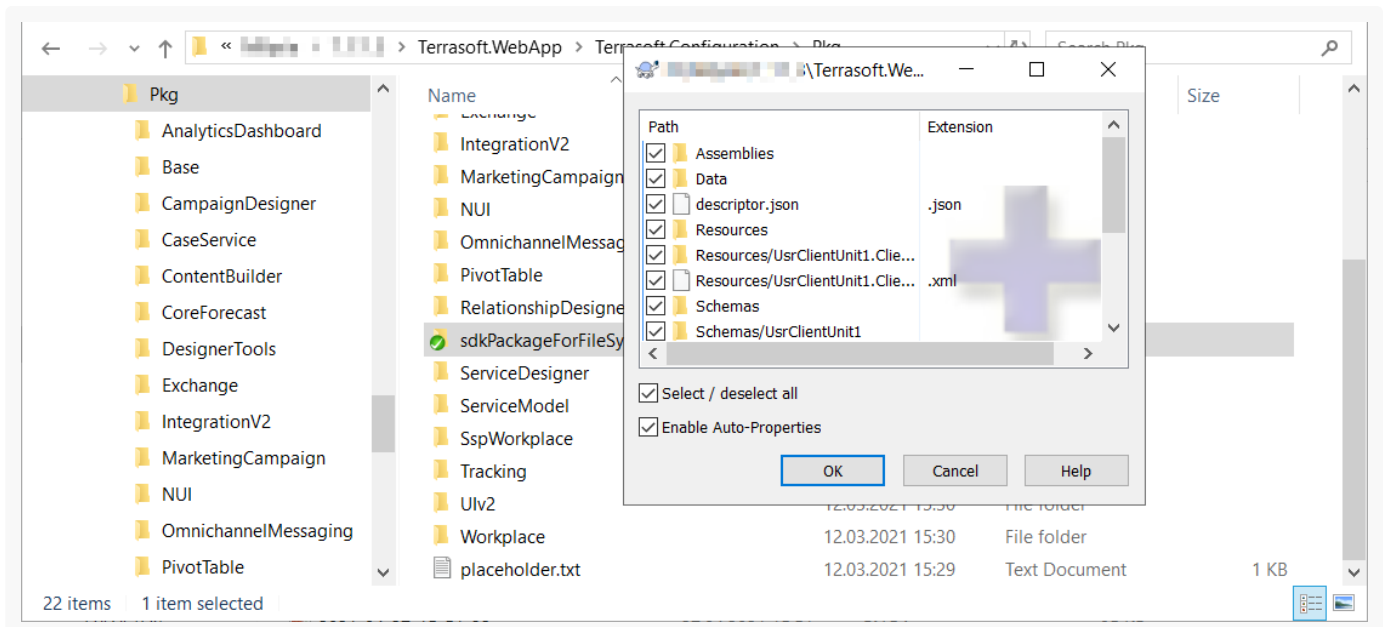 « > Terrasoft.WebApp > Terrasoft.Configuration > Pkg
Search Pkg
\Terrasoft.We...
Pkg
AnalyticsDashboard
Base
CampaignDesigner
CaseService
ContentBuilder
CoreForecast
DesignerTools
Exchange
IntegrationV2
MarketingCampaign
NUI
OmnichannelMessaging
PivotTable
Name
Size
Exchange
IntegrationV2
MarketingCampaign
NUI
OmnichannelMessag
PivotTable
RelationshipDesigne
sdkPackageForFileSy
ServiceDesigner
ServiceModel
SspWorkplace
Tracking
UIv2 12.03.2021 15:30 File folder
Workplace 12.03.2021 15:30 File folder
placeholder.txt 12.03.2021 15:29 Text Document 1 KB
Path Extension
Assemblies
Data
descriptor.json .json
Resources
Resources/UsrClientUnit1.Clie...
Resources/UsrClientUnit1.Clie... .xml
Schemas
Schemas/UsrClientUnit1
Select / deselect all
Enable Auto-Properties
OK Cancel Help
22 items 1 item selected